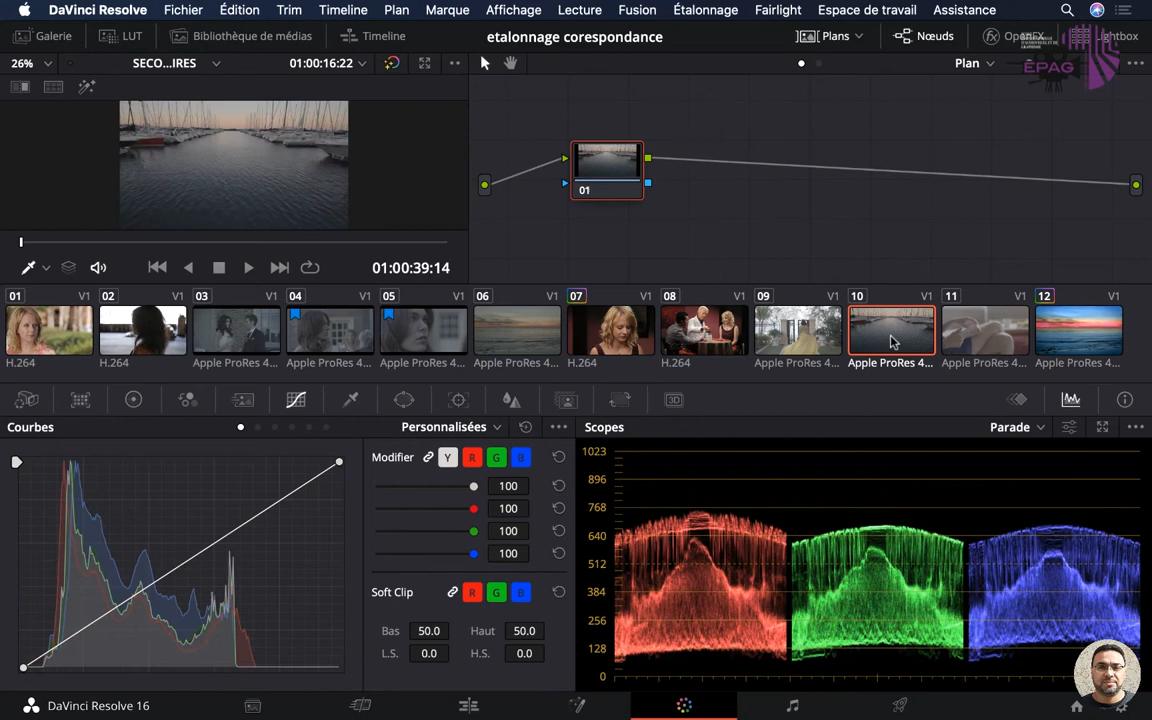 DaVinci Resolve Fichier Édition Trim Timeline Plan Marque Affichage Lecture Fusion Étalonnage Fairlight Espace de travail Assistance
Galerie LUT Bibliothèque de médias Timeline etalonnage corespondance Plans Nœuds OpenFX Lightbox
26% SECO...IRES 01:00:16:22 Plan
EPAG
01
01:00:39:14
01 V1 02 V1 03 V1 04 V1 05 V1 06 V1 07 V1 08 V1 09 V1 10 V1 11 V1 12 V1
H.264 H.264 Apple ProRes 4... Apple ProRes 4... Apple ProRes 4... Apple ProRes 4... H.264 H.264 Apple ProRes 4... Apple ProRes 4... Apple ProRes 4... Apple ProRes 4...
3D
Courbes Personnalisées Scopes Parade
Modifier Y R G B
100
100
100
100
Soft Clip R G B
Bas 50.0 Haut 50.0
L.S. 0.0 H.S. 0.0
1023
896
768
640
512
384
256
128
0
DaVinci Resolve 16